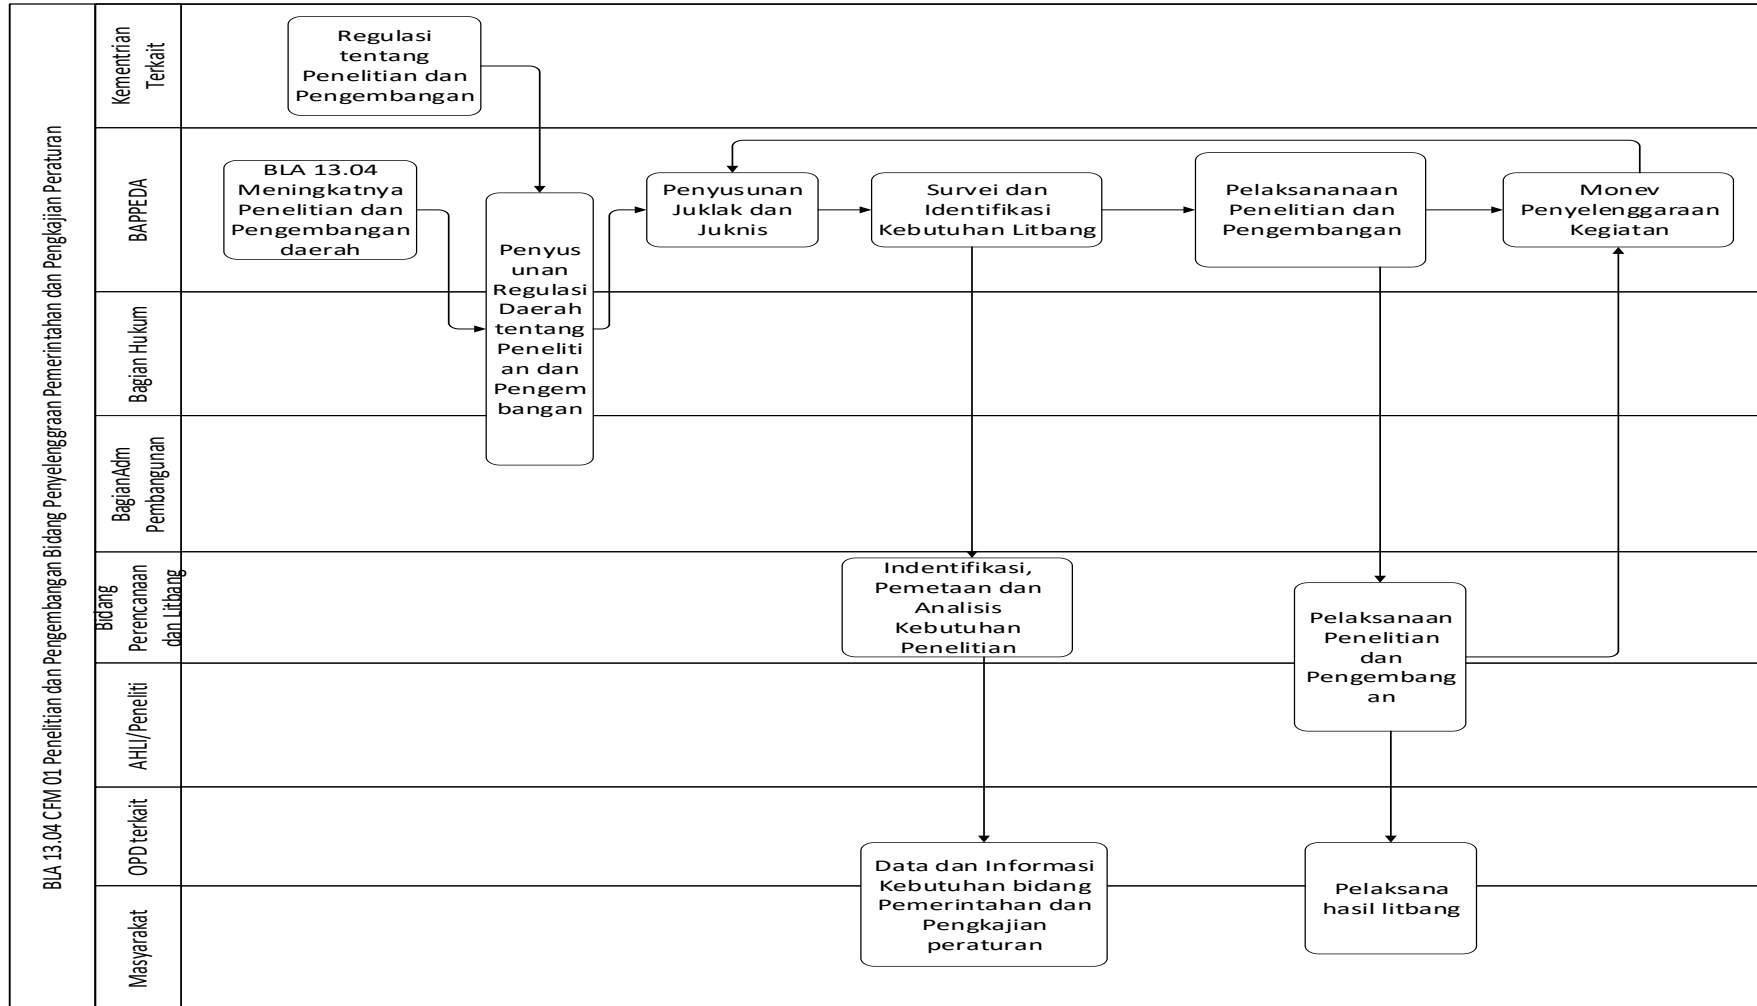 BLA 13.04 CFM 01 Penelitian dan Pengembangan Bidang Penyelenggraan Pemerintahan dan Pengkajian Peraturan
Kementrian
Terkait
Regulasi
tentang
Penelitian dan
Pengembangan
BAPPEDA
BLA 13.04
Meningkatnya
Penelitian dan
Pengembangan
daerah
Penyus
unan
Regulasi
Daerah
tentang
Peneliti
an dan
Pengem
bangan
Penyusunan
Juklak dan
Juknis
Survei dan
Identifikasi
Kebutuhan Litbang
Pelaksananaan
Penelitian dan
Pengembangan
Monev
Penyelenggaraan
Kegiatan
Bagian Hukum
Bagian Adm
Pembangunan
Bidang
Perencanaan
dan Litbang
Indentifikasi,
Pemetaan dan
Analisis
Kebutuhan
Penelitian
Pelaksanaan
Penelitian
dan
Pengembang
an
AHLI/Peneliti
OPD terkait
Data dan Informasi
Kebutuhan bidang
Pemerintahan dan
Pengkajian
peraturan
Pelaksana
hasil litbang
Masyarakat